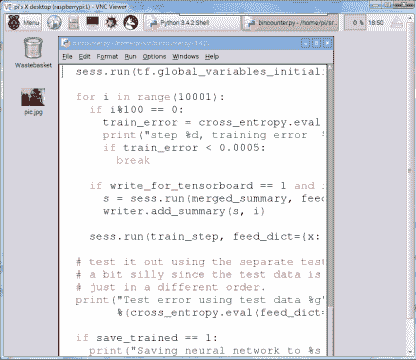 pi's X desktop (raspberrypi:1) - VNC Viewer
Menu
Python 3.4.2 Shell
bincounter.py - /home/pi/sr
0 %
18:50
Wastebasket
pic.jpg
File Edit Format Run Options Windows Help
sess.run(tf.global_variables_initial
for i in range(10001):
if i%100 == 0:
train_error = cross_entropy.eval
print("step %d, training error
if train_error < 0.0005:
break
if write_for_tensorboard == 1 and
s = sess.run(merged_summary, feed
writer.add_summary(s, i)
sess.run(train_step, feed_dict={x:
# test it out using the separate test
# a bit silly since the test data is
# just in a different order.
print("Test error using test data %g"
%(cross_entropy.eval(feed_dict=
if save_trained == 1:
print("Saving neural network to %s